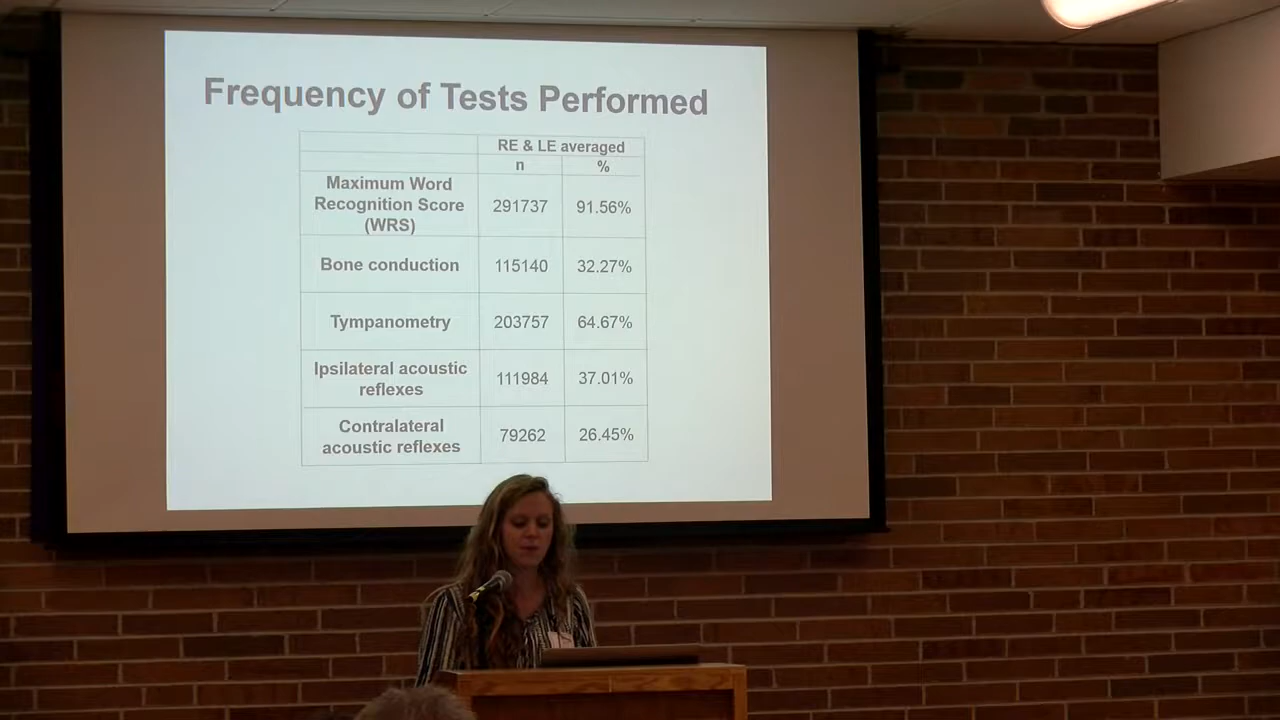 Frequency of Tests Performed
RE & LE averaged
n %
Maximum Word
Recognition Score
(WRS)
291737 91.56%
Bone conduction 115140 32.27%
Tympanometry 203757 64.67%
Ipsilateral acoustic
reflexes
111984 37.01%
Contralateral
acoustic reflexes
79262 26.45%